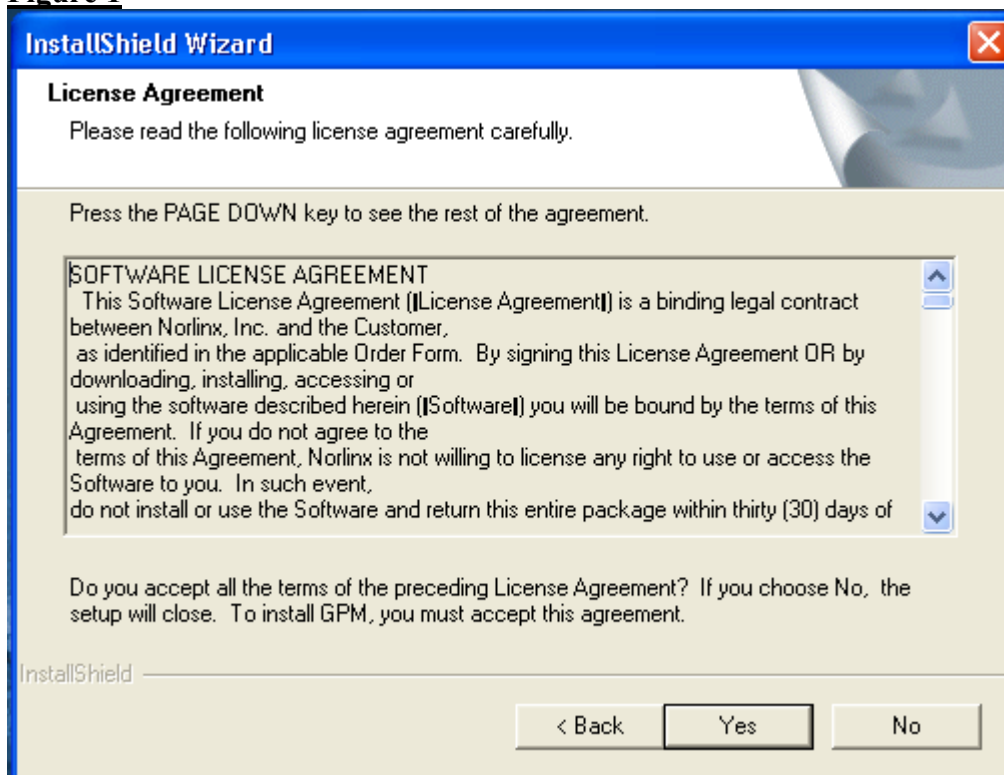 Figure 1
InstallShield Wizard
License Agreement
Please read the following license agreement carefully.
Press the PAGE DOWN key to see the rest of the agreement.
SOFTWARE LICENSE AGREEMENT
This Software License Agreement (|License Agreement|) is a binding legal contract
between Norlinx, Inc. and the Customer,
as identified in the applicable Order Form.  By signing this License Agreement OR by
downloading, installing, accessing or
using the software described herein (|Software|) you will be bound by the terms of this
Agreement.  If you do not agree to the
terms of this Agreement, Norlinx is not willing to license any right to use or access the
Software to you.  In such event,
do not install or use the Software and return this entire package within thirty (30) days of
Do you accept all the terms of the preceding License Agreement?  If you choose No,  the
setup will close.  To install GPM, you must accept this agreement.
InstallShield
< Back
Yes
No